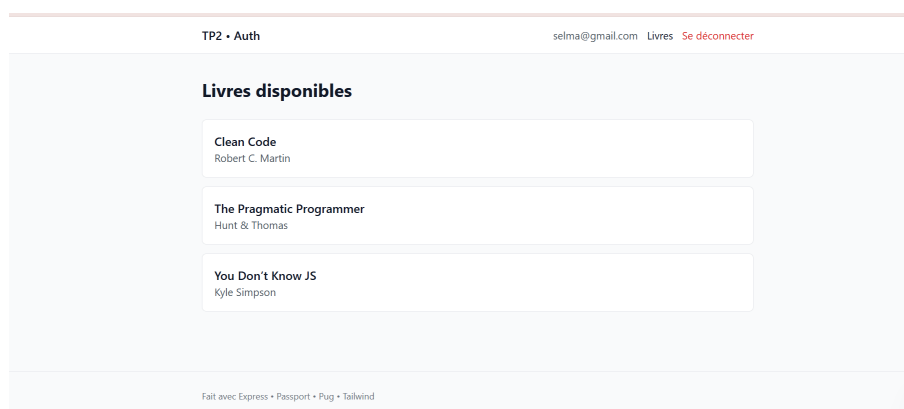 TP2 • Auth
selma@gmail.com Livres Se déconnecter
Livres disponibles
Clean Code
Robert C. Martin
The Pragmatic Programmer
Hunt & Thomas
You Don’t Know JS
Kyle Simpson
Fait avec Express • Passport • Pug • Tailwind